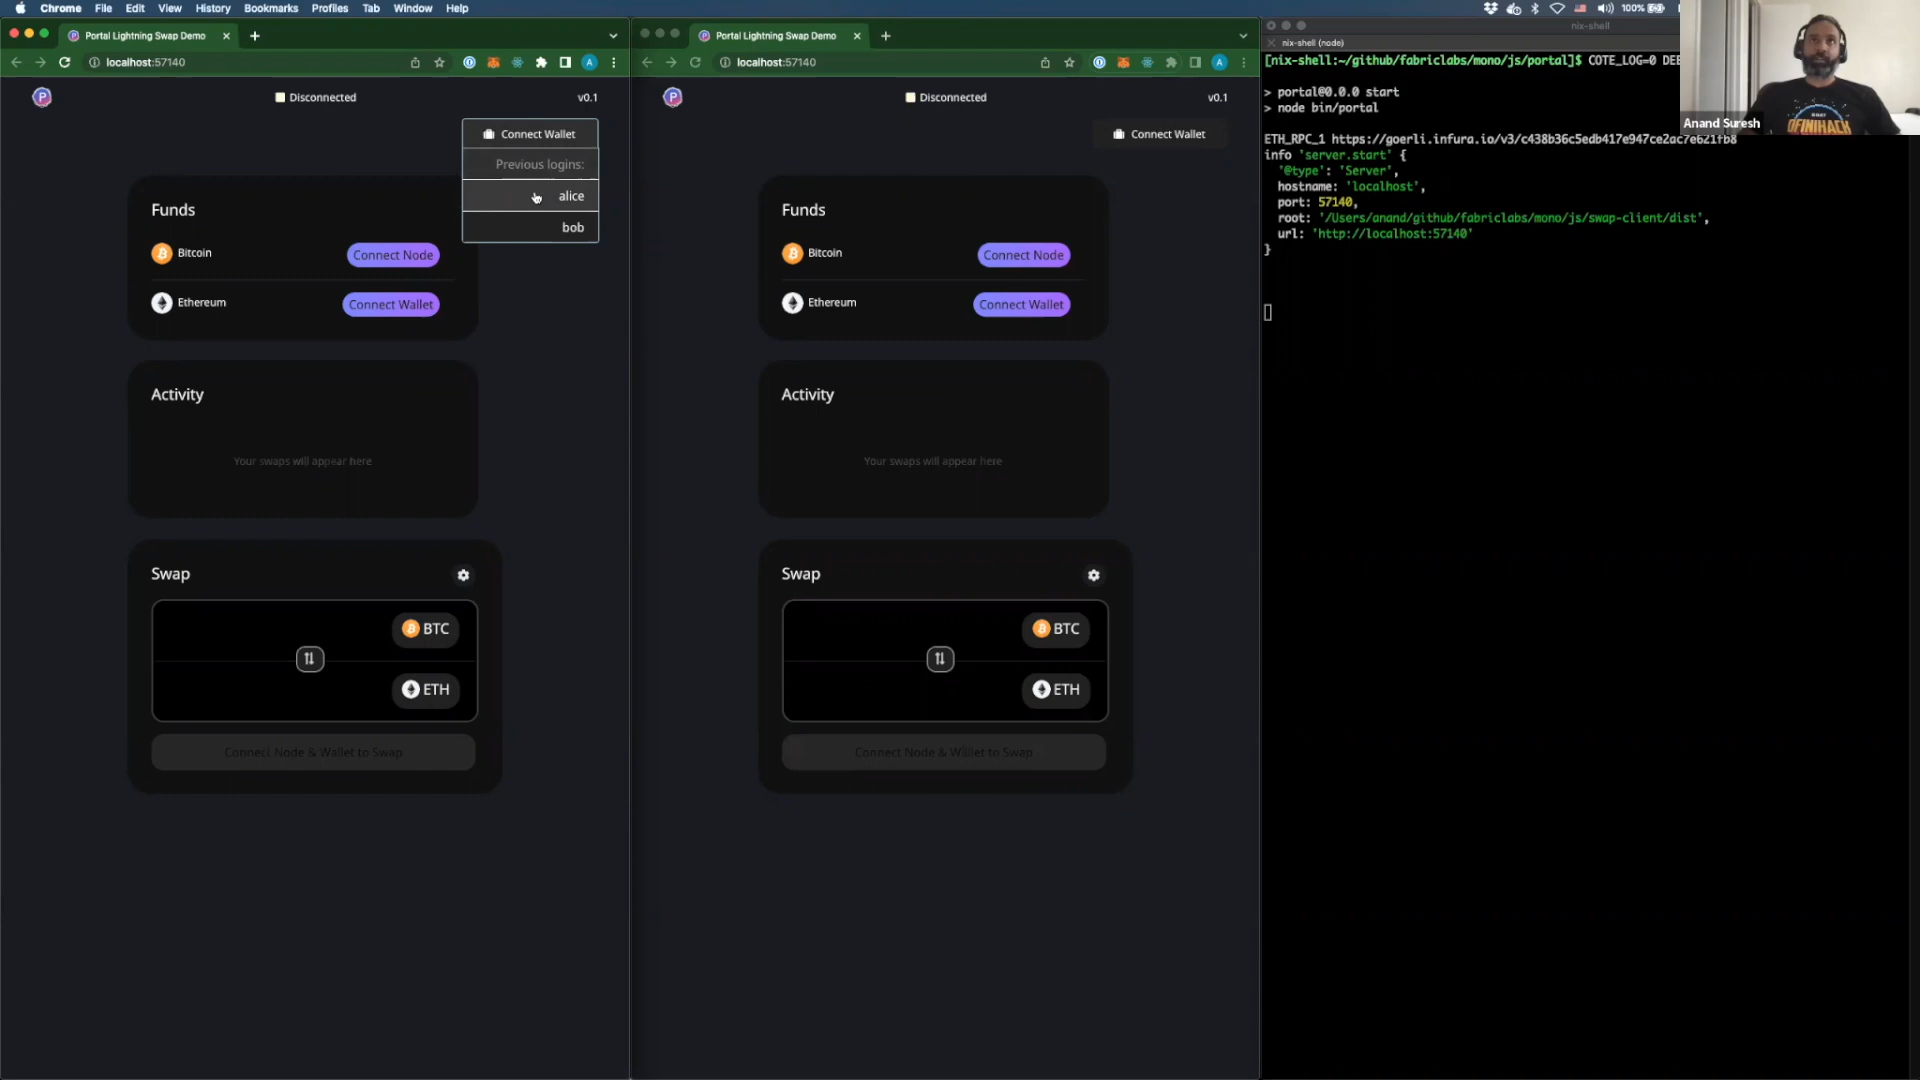 Chrome File Edit View History Bookmarks Profiles Tab Window Help
100%
Portal Lightning Swap Demo
localhost:57140
Disconnected
v0.1
Connect Wallet
Previous logins:
alice
bob
Funds
Bitcoin
Connect Node
Ethereum
Connect Wallet
Activity
Your swaps will appear here
Swap
BTC
ETH
Connect Node & Wallet to Swap
Portal Lightning Swap Demo
localhost:57140
Disconnected
v0.1
Connect Wallet
Funds
Bitcoin
Connect Node
Ethereum
Connect Wallet
Activity
Your swaps will appear here
Swap
BTC
ETH
Connect Node & Wallet to Swap
nix-shell
nix-shell (node)
[nix-shell:~/github/fabriclabs/mono/js/portal]$ COTE_LOG=0 DEB
> portal@0.0.0 start
> node bin/portal
ETH_RPC_1 https://goerli.infura.io/v3/c438b36c5edb417e947ce2ac7e621fb8
info 'server.start' {
'@type': 'Server',
hostname: 'localhost',
port: 57140,
root: '/Users/anand/github/fabriclabs/mono/js/swap-client/dist',
url: 'http://localhost:57140'
}
DFINIHACK
Anand Suresh